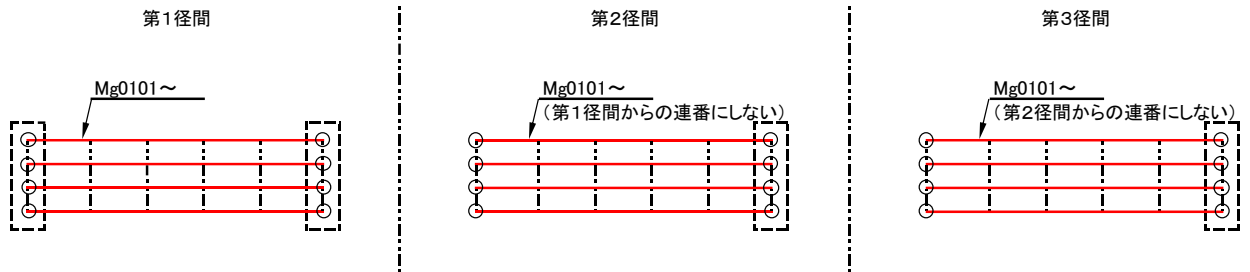 第1径間
Mg0101～
第2径間
Mg0101～
（第1径間からの連番にしない）
第3径間
Mg0101～
（第2径間からの連番にしない）